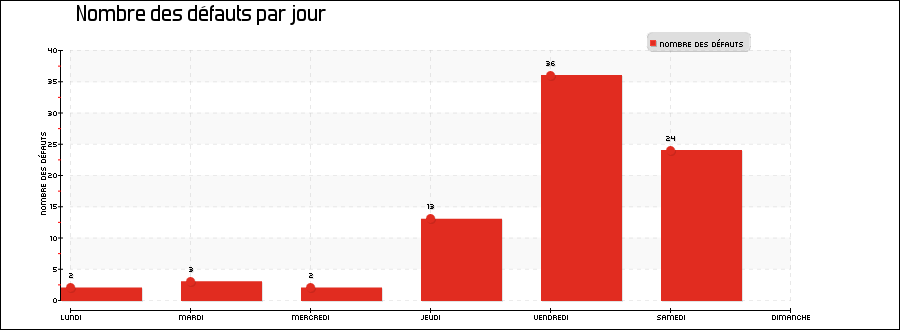 Nombre des défauts par jour
NOMBRE DES DÉFAUTS
40
35
30
25
20
15
10
5
0
NOMBRE DES DÉFAUTS
2
3
2
13
36
24
LUNDI
MARDI
MERCREDI
JEUDI
VENDREDI
SAMEDI
DIMANCHE